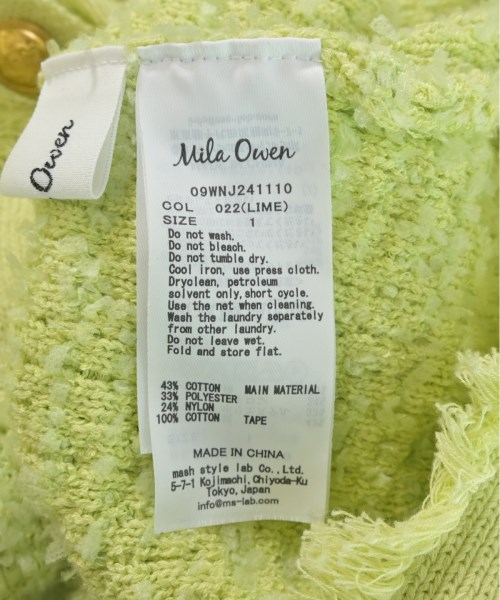 Owen
Mila Owen
09WNJ241110
COL 022(LIME)
SIZE 1
Do not wash.
Do not bleach.
Do not tumble dry.
Cool iron, use press cloth.
Dryclean, petroleum
solvent only, short cycle.
Use the net when cleaning.
Wash the laundry separately
from other laundry.
Do not leave wet.
Fold and store flat.
43% COTTON MAIN MATERIAL
33% POLYESTER
24% NYLON
100% COTTON TAPE
MADE IN CHINA
mash style lab Co., Ltd.
5-7-1 Kojimachi, Chiyoda-Ku
Tokyo, Japan
info@ms-lab.com